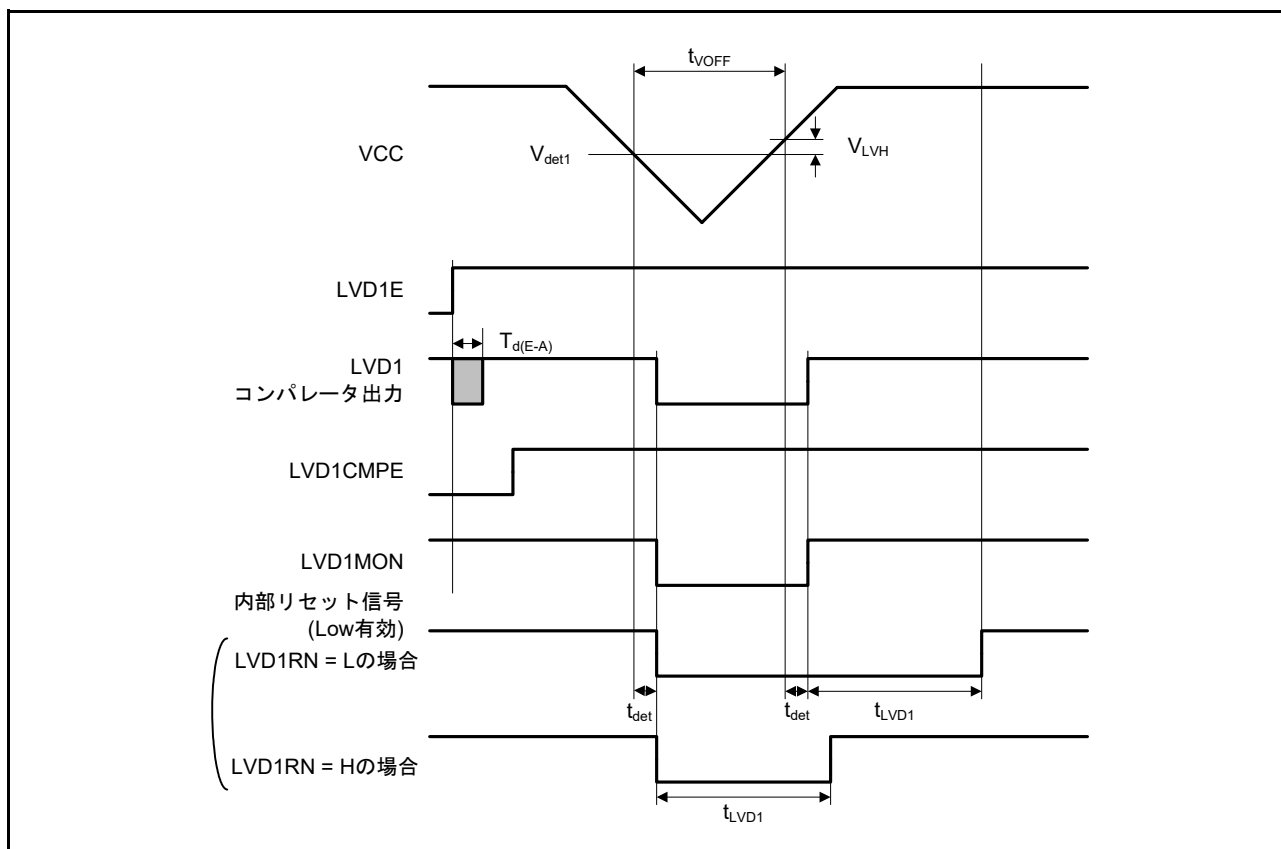 tVOFF
VCC
Vdet1
VLVH
LVD1E
Td(E-A)
LVD1
コンパレータ出力
LVD1CMPE
LVD1MON
内部リセット信号
(Low有効)
LVD1RN = Lの場合
tdet
tdet
tLVD1
LVD1RN = Hの場合
tLVD1